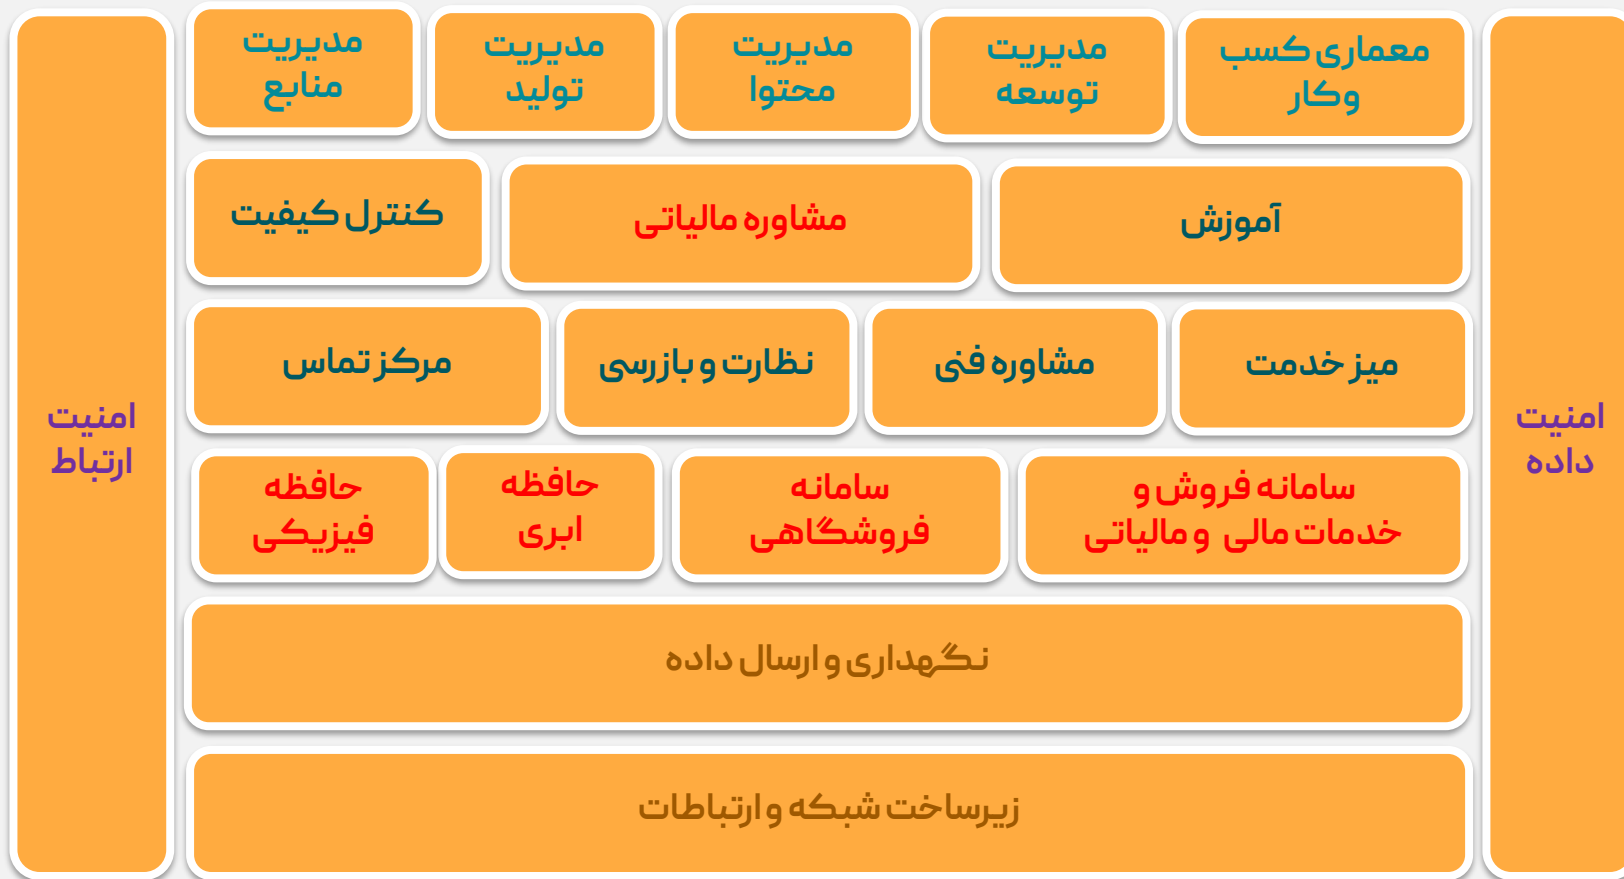 معماری کسب
وکار
مدیریت
توسعه
مدیریت
محتوا
مدیریت
تولید
مدیریت
منابع
آموزش
مشاوره مالیاتی
کنترل کیفیت
میز خدمت
مشاوره فنی
نظارت و بازرسی
مرکز تماس
امنیت
داده
امنیت
ارتباط
سامانه فروش و
خدمات مالی و مالیاتی
سامانه
فروشگاهی
حافظه
ابری
حافظه
فیزیکی
نگهداری و ارسال داده
زیرساخت شبکه و ارتباطات